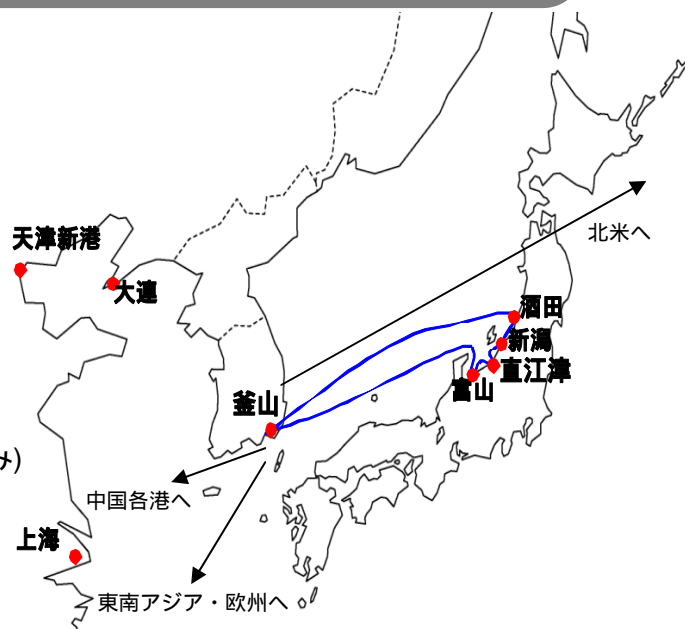 天津新港
北米へ
大連
酒田
新潟
直江津
富山
釜山
み)
中国各港へ
上海
東南アジア・欧州へ